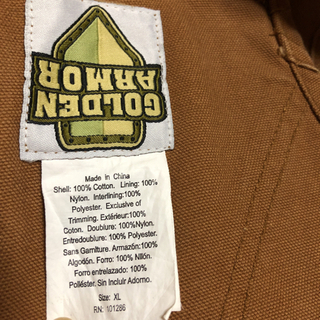 GOLDEN
ARMOR
Made in China
Shell: 100% Cotton. Lining: 100%
Nylon. Interlining:100%
Polyester. Exclusive of
Trimming. Extérieur:100%
Coton. Doublure:100%Nylon.
Entredoublure: 100% Polyester.
Sans Garniture. Armazón:100%
Algodón. Forro: 100% Nilón.
Forro entrelazado: 100%
Poliéster. Sin Incluir Adorno.
Size: XL
RN: 101286